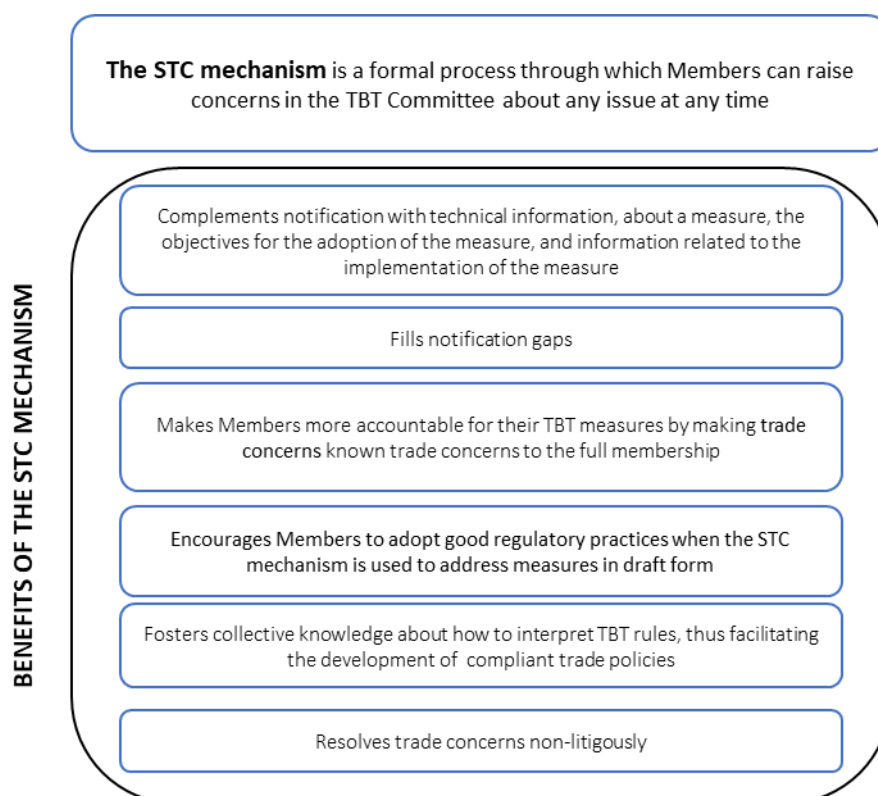 The STC mechanism is a formal process through which Members can raise
concerns in the TBT Committee about any issue at any time
BENEFITS OF THE STC MECHANISM
Complements notification with technical information, about a measure, the
objectives for the adoption of the measure, and information related to the
implementation of the measure
Fills notification gaps
Makes Members more accountable for their TBT measures by making trade
concerns known trade concerns to the full membership
Encourages Members to adopt good regulatory practices when the STC
mechanism is used to address measures in draft form
Fosters collective knowledge about how to interpret TBT rules, thus facilitating
the development of compliant trade policies
Resolves trade concerns non-litigously